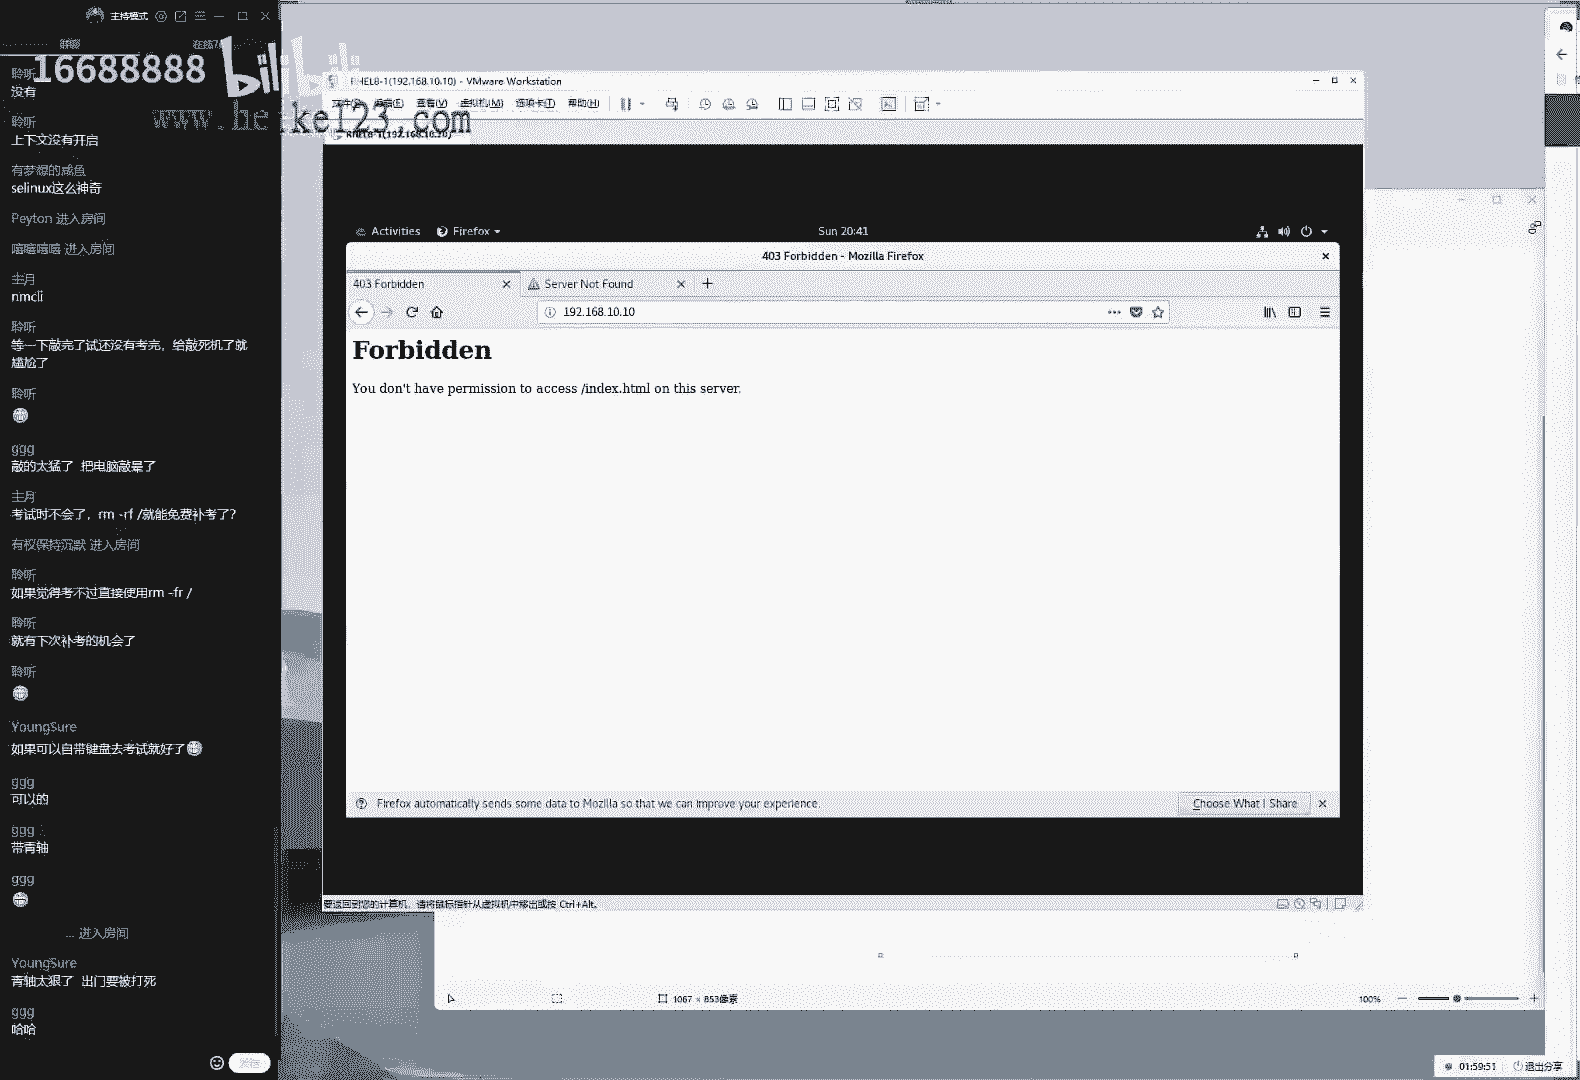 主持模式
16688888
bilibili
聆听
没有
聆听
上下文没有开启
有梦想的咸鱼
selinux这么神奇
Peyton 进入房间
嘻嘻嘻嘻 进入房间
圭月
nmcli
聆听
等一下敲完了试还没有考完，给敲死机了就
尴尬了
聆听
ggg
敲的太猛了 把电脑敲晕了
圭月
考试时不会了，rm -rf /就能免费补考了？
有权保持沉默 进入房间
聆听
如果觉得考不过直接使用rm -fr /
聆听
就有下次补考的机会了
聆听
YoungSure
如果可以自带键盘去考试就好了
ggg
可以的
ggg
带青轴
ggg
... 进入房间
YoungSure
青轴太狠了 出门要被打死
ggg
哈哈
发送
RHEL8-1(192.168.10.10) - VMware Workstation
文件(F) 编辑(E) 查看(V) 虚拟机(M) 选项卡(T) 帮助(H)
RHEL8-1(192.168.10.10)
Activities Firefox Sun 20:41
403 Forbidden - Mozilla Firefox
403 Forbidden Server Not Found
192.168.10.10
Forbidden
You don't have permission to access /index.html on this server.
Firefox automatically sends some data to Mozilla so that we can improve your experience. Choose What I Share
要返回到您的计算机，请将鼠标指针从虚拟机中移出或按 Ctrl+Alt。
1067 × 853像素 100%
01:59:51 退出分享